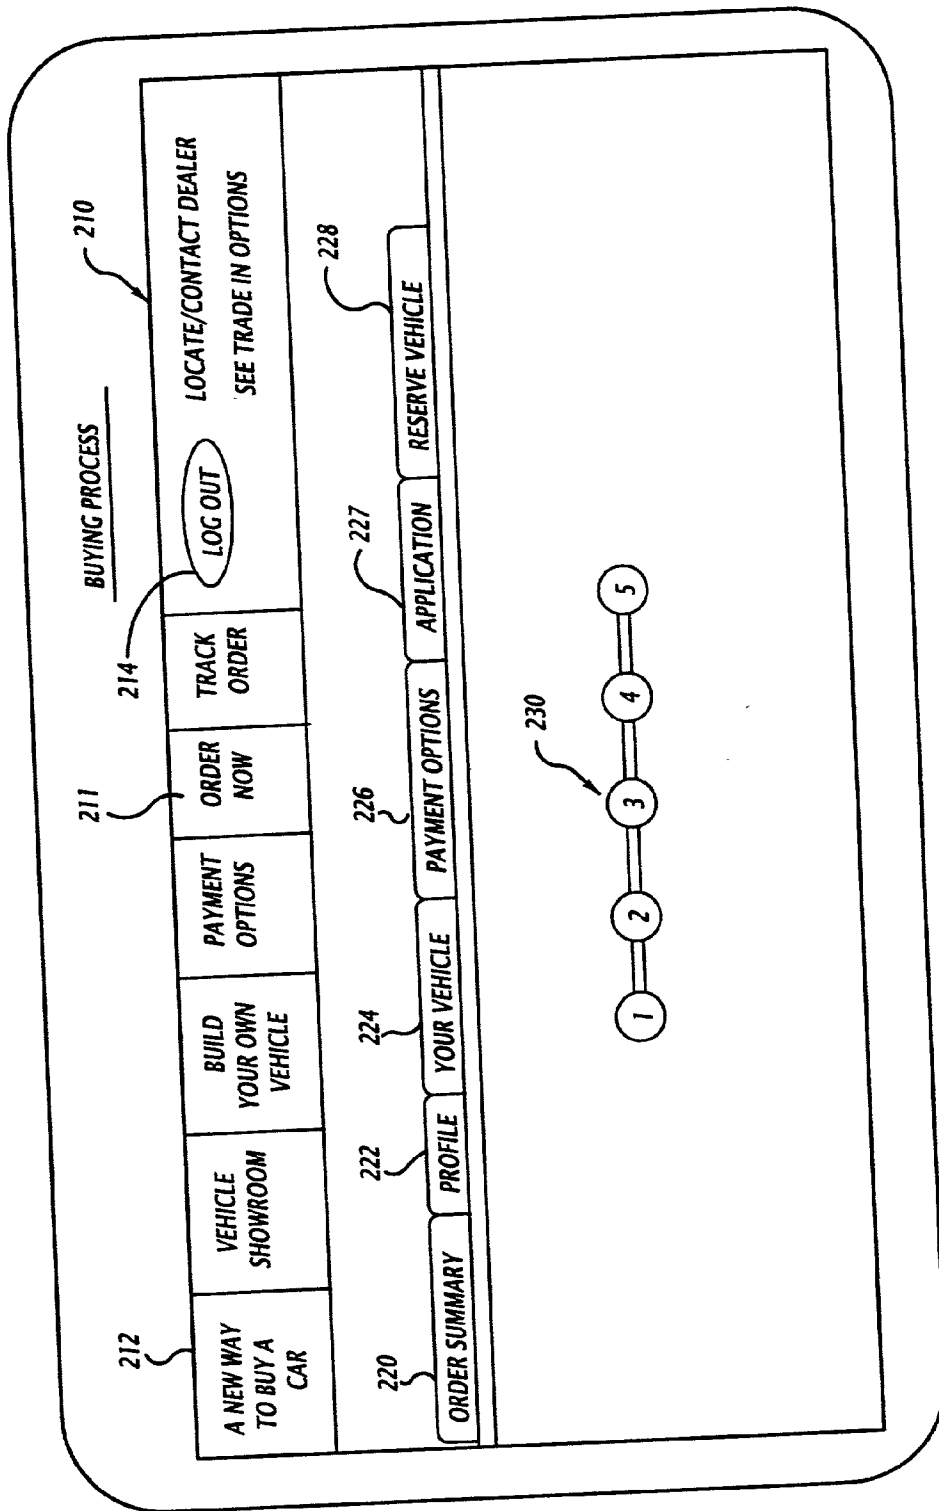 BUYING PROCESS
210
214
211
212
A NEW WAY
TO BUY A
CAR
VEHICLE
SHOWROOM
BUILD
YOUR OWN
VEHICLE
PAYMENT
OPTIONS
ORDER
NOW
TRACK
ORDER
LOG OUT
LOCATE/CONTACT DEALER
SEE TRADE IN OPTIONS
220
222
224
226
227
228
ORDER SUMMARY
PROFILE
YOUR VEHICLE
PAYMENT OPTIONS
APPLICATION
RESERVE VEHICLE
230
1
2
3
4
5